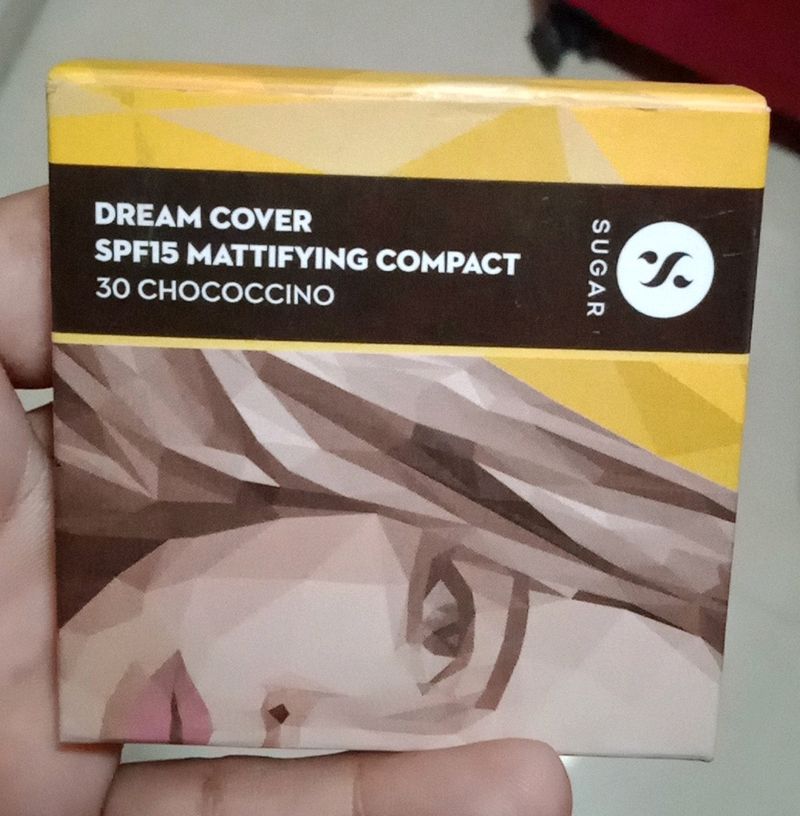 DREAM COVER
SPF15 MATTIFYING COMPACT
30 CHOCOCCINO
SUGAR